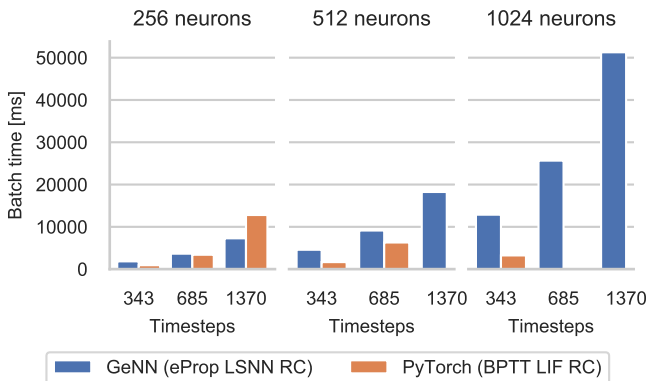 256 neurons 512 neurons 1024 neurons
Batch time [ms]
50000
40000
30000
20000
10000
0
343 685 1370 343 685 1370 343 685 1370
Timesteps Timesteps Timesteps
GeNN (eProp LSNN RC) PyTorch (BPTT LIF RC)